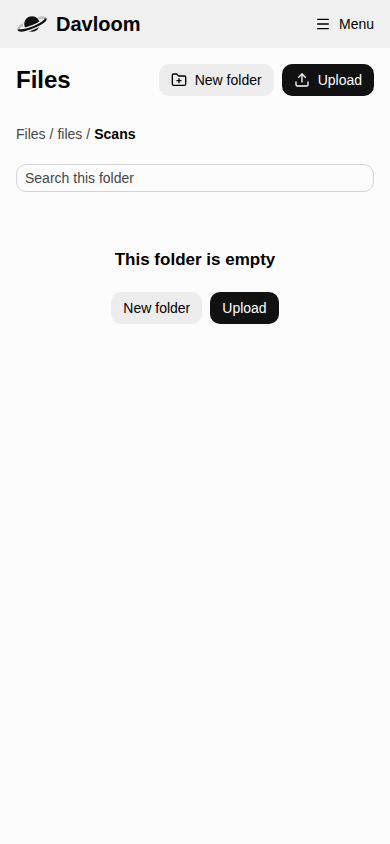 Davloom
Menu
Files
New folder
Upload
Files / files / Scans
Search this folder
This folder is empty
New folder
Upload